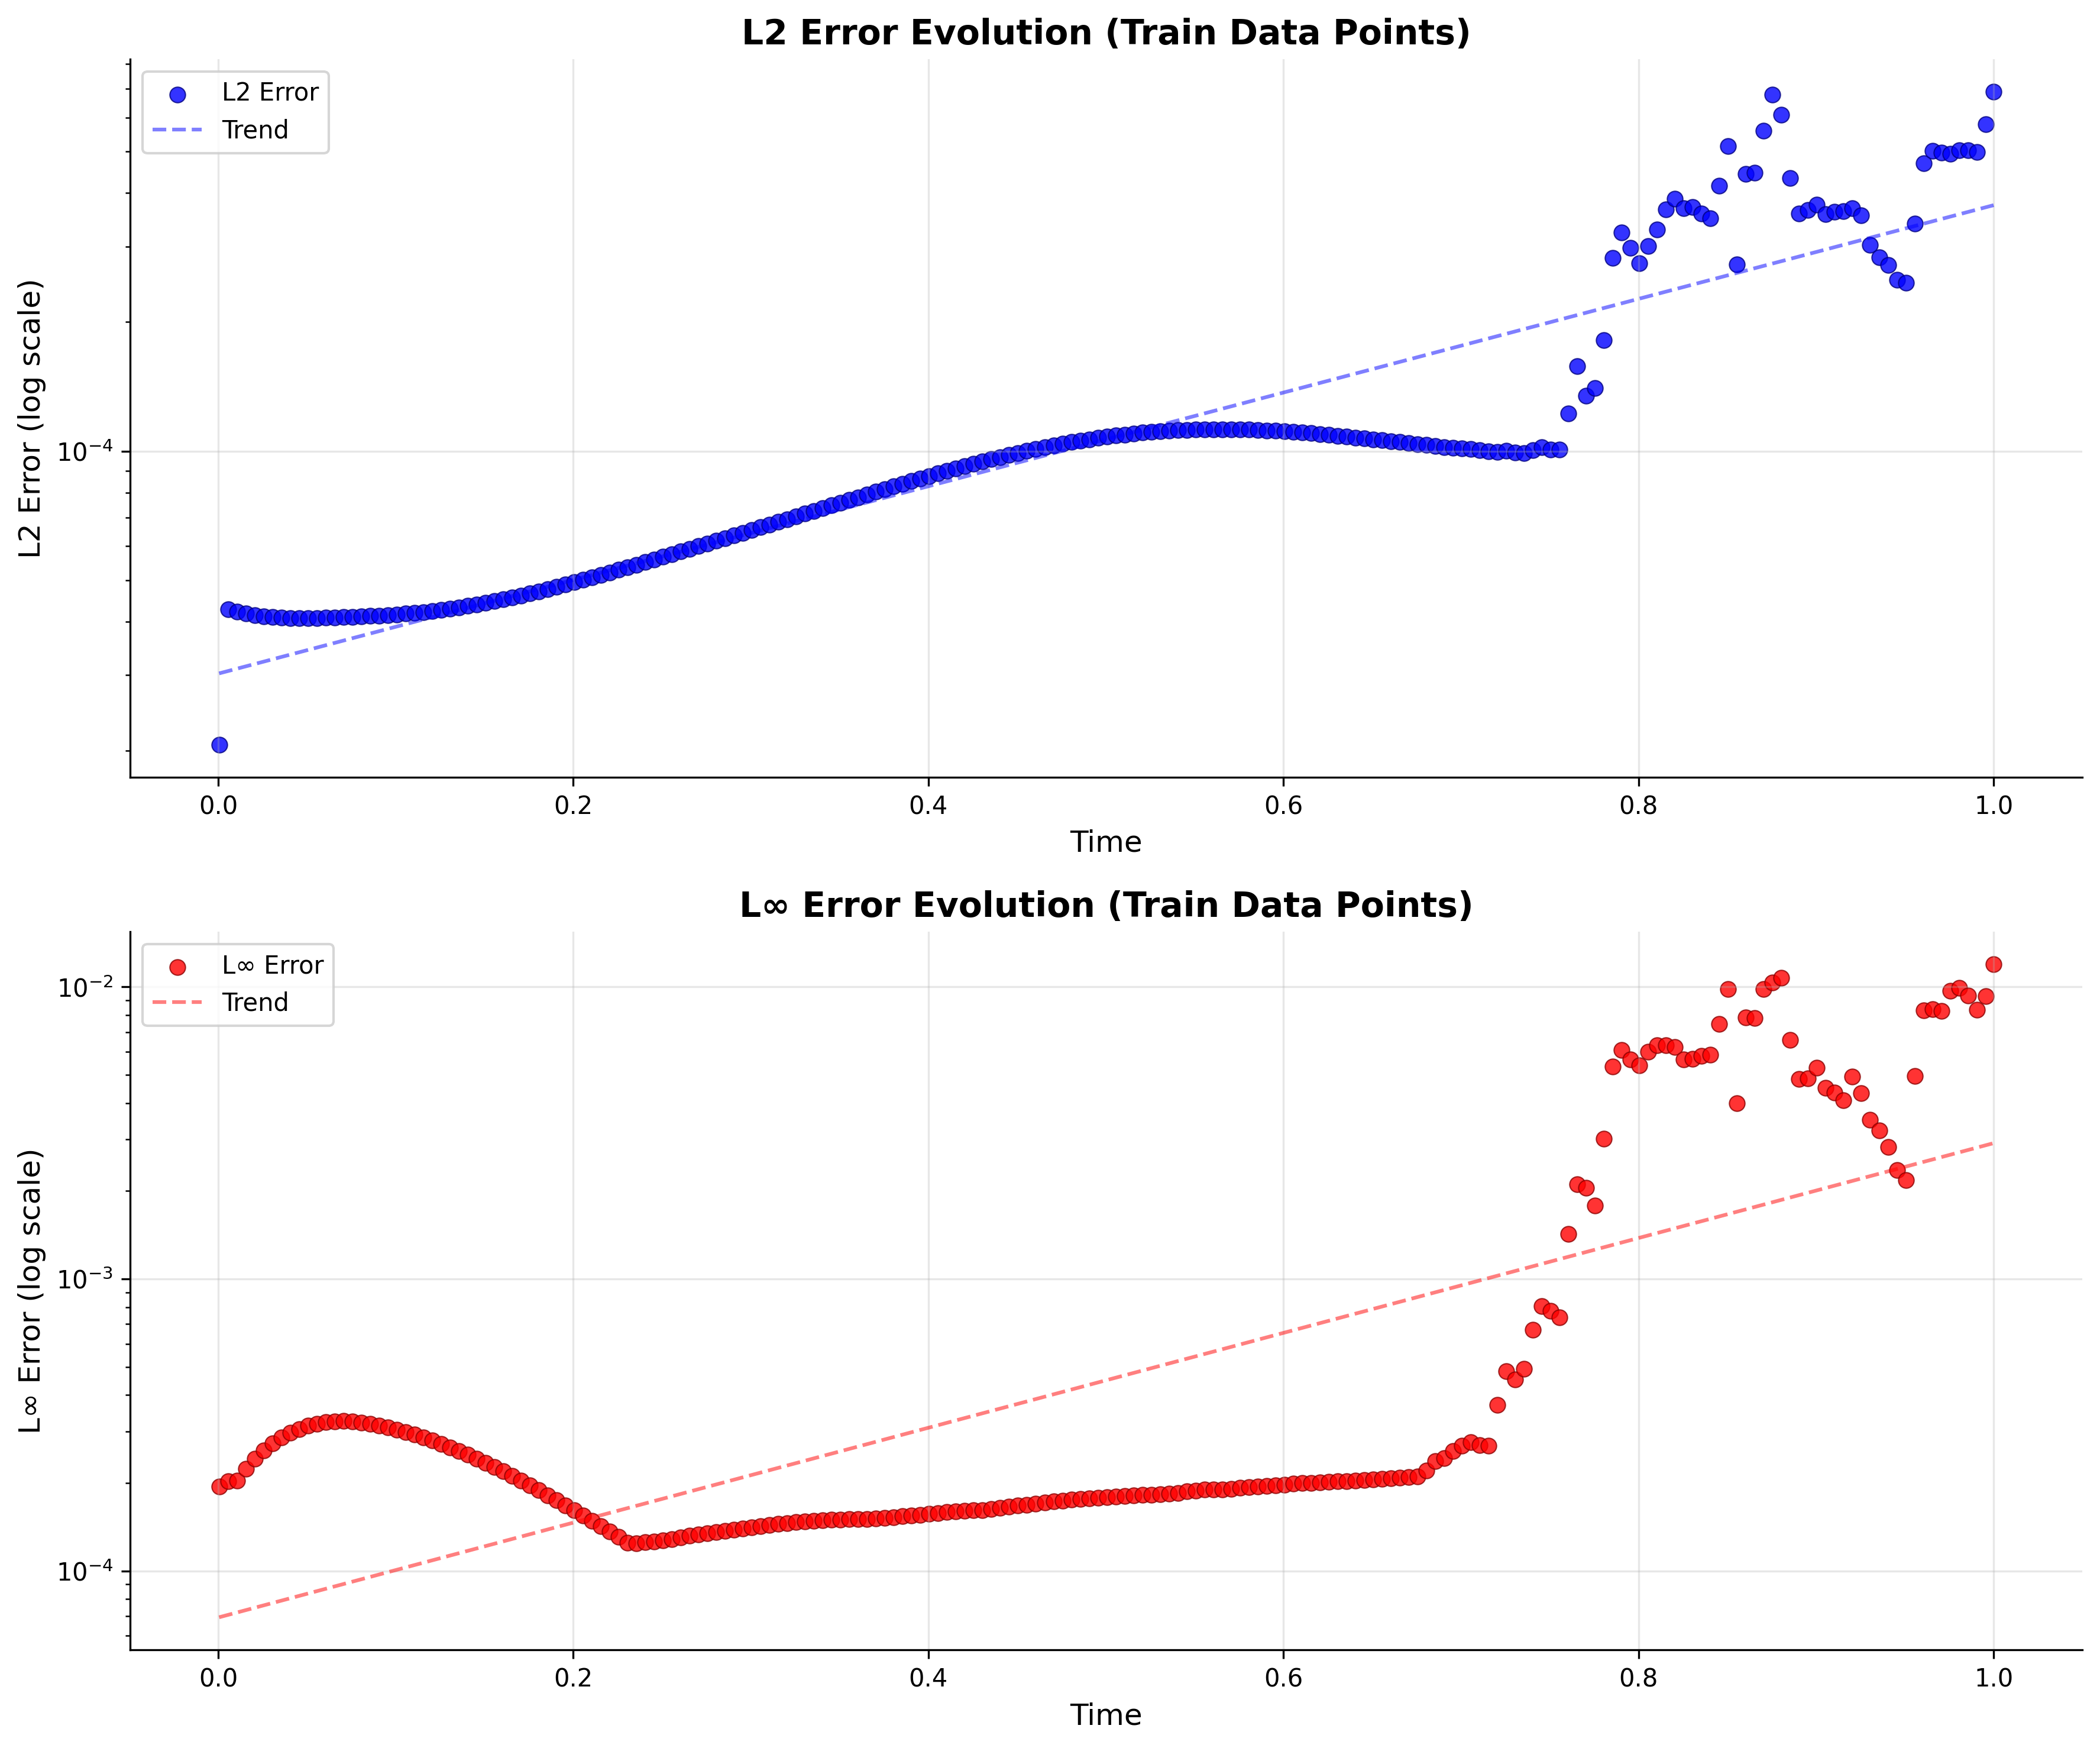 L2 Error Evolution (Train Data Points)
L2 Error
Trend
L2 Error (log scale)
10⁻⁴
0.0 0.2 0.4 0.6 0.8 1.0
Time
L∞ Error Evolution (Train Data Points)
L∞ Error
Trend
L∞ Error (log scale)
10⁻²
10⁻³
10⁻⁴
0.0 0.2 0.4 0.6 0.8 1.0
Time